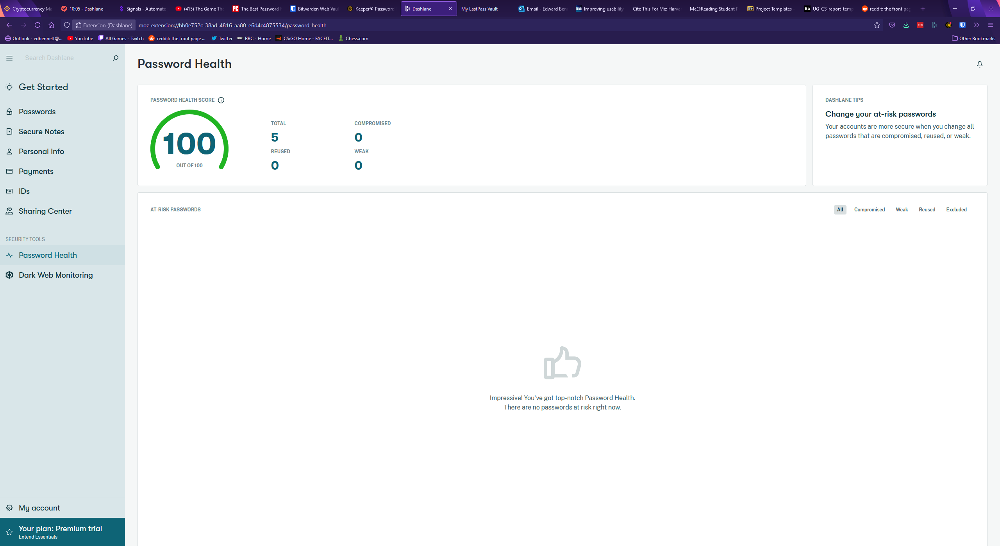 Cryptocurrency Ma
10:05 - Dashlane
Signals - Automate
(415) The Game Tha
The Best Password
Bitwarden Web Vau
Keeper® Password
Dashlane
My LastPass Vault
Email - Edward Ben
Improving usability
Cite This For Me: Harva
Me@Reading Student P
Project Templates –
UG_CS_report_temp
reddit: the front pag
Extension (Dashlane)
moz-extension://bb0e752c-38ad-4816-aa80-e6d4c4875534/password-health
Outlook - edbennett@...
YouTube
All Games - Twitch
reddit: the front page ...
Twitter
BBC - Home
CS:GO Home - FACEIT...
Chess.com
Other Bookmarks
Search Dashlane
Get Started
Passwords
Secure Notes
Personal Info
Payments
IDs
Sharing Center
SECURITY TOOLS
Password Health
Dark Web Monitoring
My account
Your plan: Premium trial
Extend Essentials
Password Health
PASSWORD HEALTH SCORE
100
OUT OF 100
TOTAL
5
COMPROMISED
0
REUSED
0
WEAK
0
DASHLANE TIPS
Change your at-risk passwords
Your accounts are more secure when you change all
passwords that are compromised, reused, or weak.
AT-RISK PASSWORDS
All
Compromised
Weak
Reused
Excluded
Impressive! You've got top-notch Password Health.
There are no passwords at risk right now.